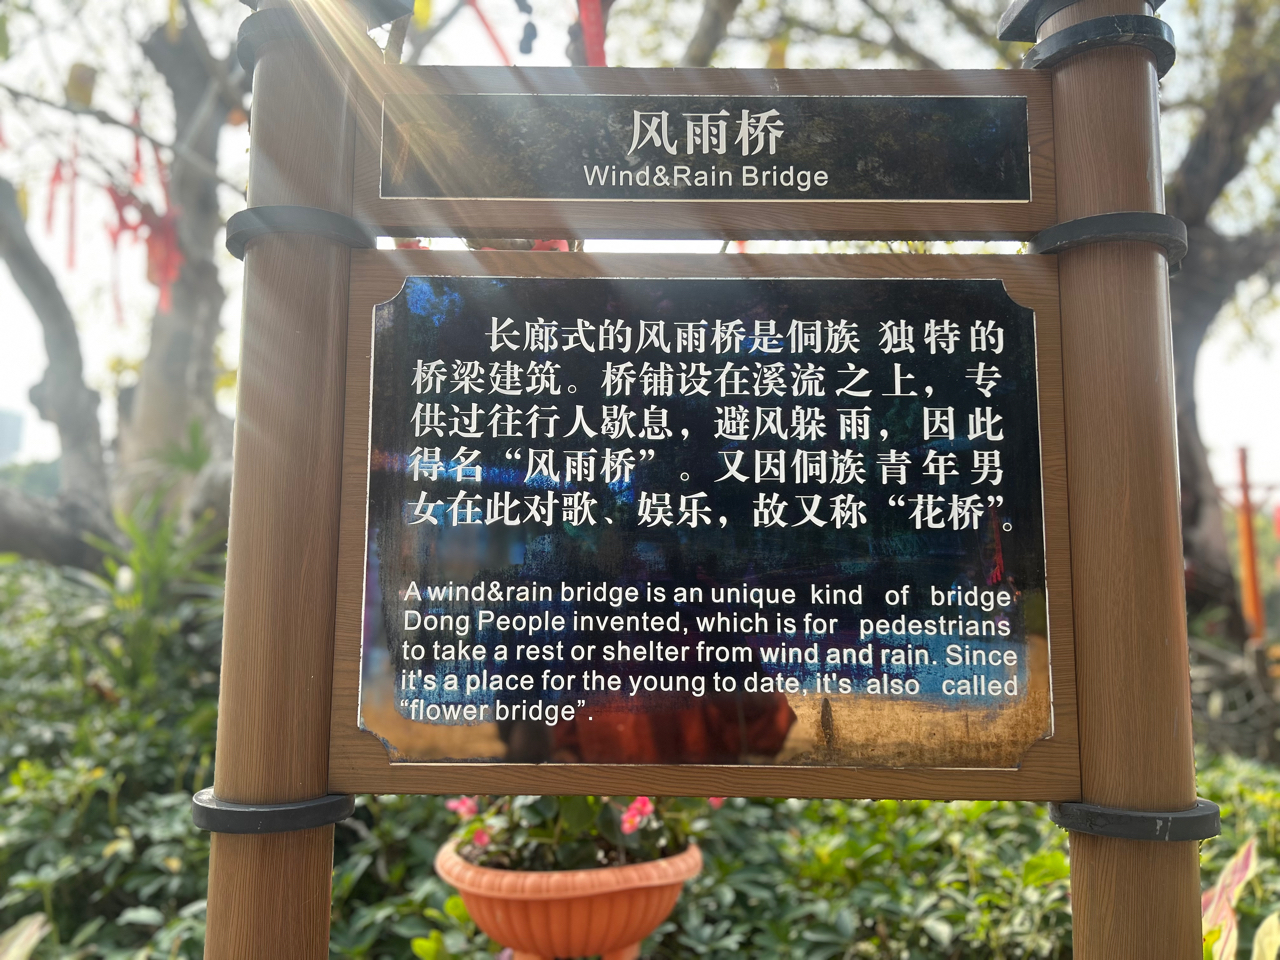 风雨桥
Wind&Rain Bridge
长廊式的风雨桥是侗族 独特的
桥梁建筑。桥铺设在溪流之上，专
供过往行人歇息，避风躲雨，因此
得名“风雨桥”。又因侗族青年男
女在此对歌、娱乐，故又称“花桥”。
A wind&rain bridge is an unique kind of bridge
Dong People invented, which is for pedestrians
to take a rest or shelter from wind and rain. Since
it's a place for the young to date, it's also called
“flower bridge”.